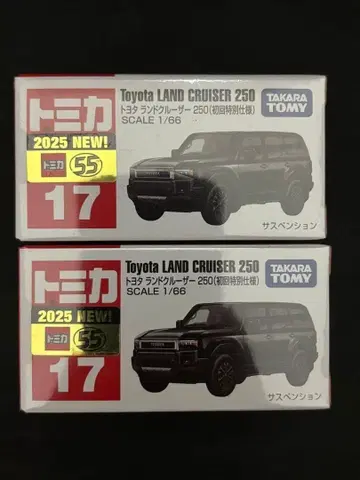 トミカ
Toyota LAND CRUISER 250
トヨタ ランドクルーザー 250(初回特別仕様)
SCALE 1/66
TAKARA
TOMY
2025 NEW!
トミカ 55
17
サスペンション
トミカ
Toyota LAND CRUISER 250
トヨタ ランドクルーザー 250(初回特別仕様)
SCALE 1/66
TAKARA
TOMY
2025 NEW!
トミカ 55
17
サスペンション